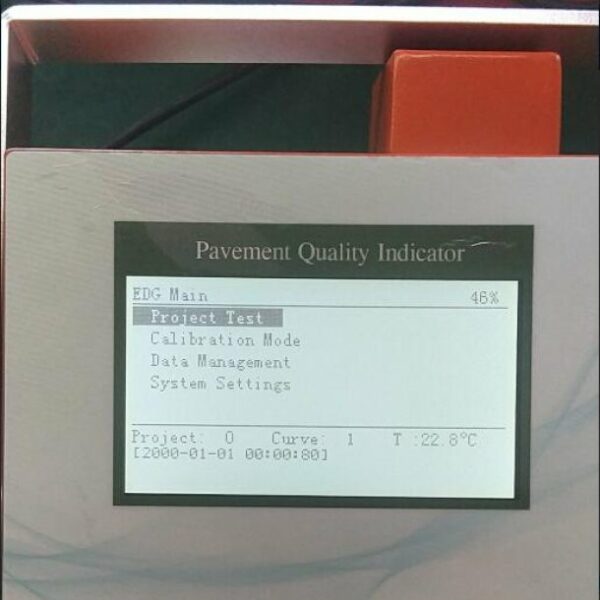 Pavement Quality Indicator
EDG Main 46%
Project Test
Calibration Mode
Data Management
System Settings
Project: 0 Curve: 1 T :22.8°C
[2000-01-01 00:00:80]